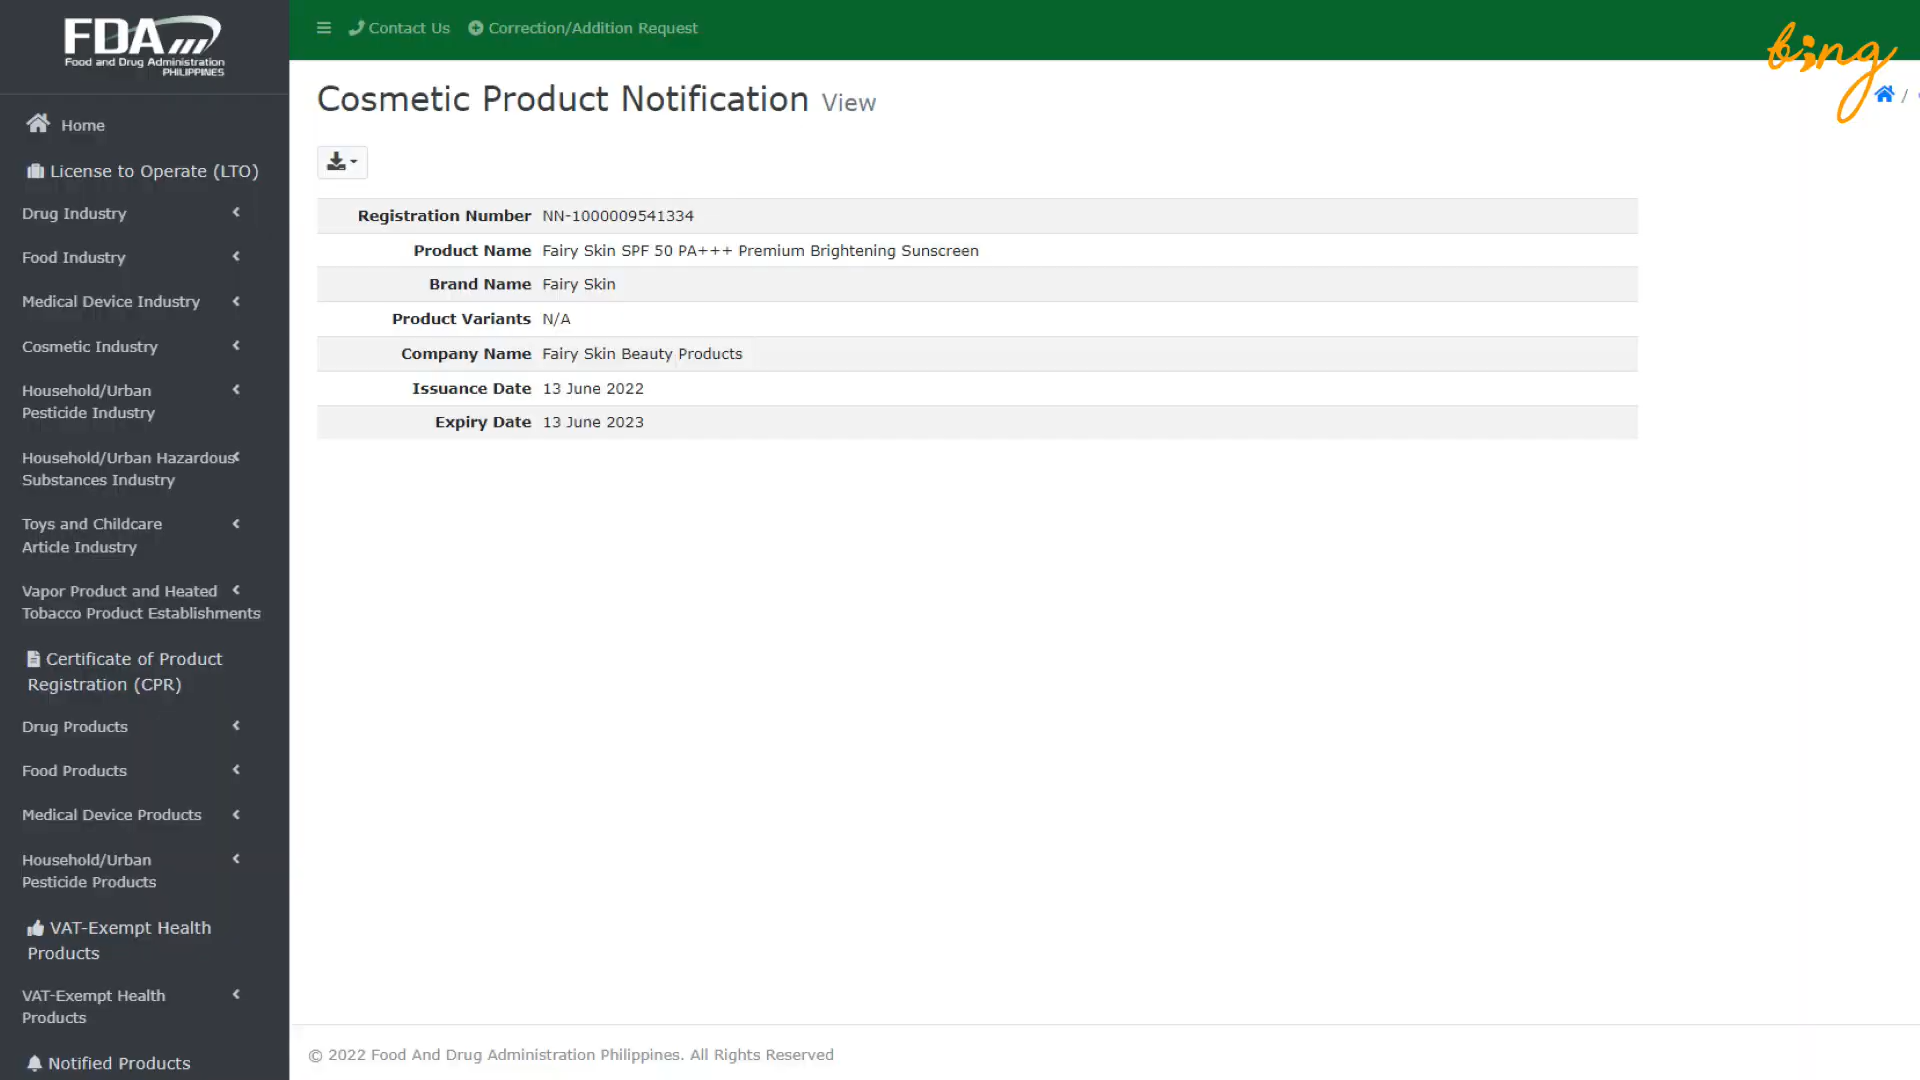 FDA
Food and Drug Administration
PHILIPPINES
Home
License to Operate (LTO)
Drug Industry
Food Industry
Medical Device Industry
Cosmetic Industry
Household/Urban
Pesticide Industry
Household/Urban Hazardous
Substances Industry
Toys and Childcare
Article Industry
Vapor Product and Heated
Tobacco Product Establishments
Certificate of Product
Registration (CPR)
Drug Products
Food Products
Medical Device Products
Household/Urban
Pesticide Products
VAT-Exempt Health
Products
VAT-Exempt Health
Products
Notified Products
Contact Us
Correction/Addition Request
bing
/
Cosmetic Product Notification View
Registration Number NN-1000009541334
Product Name Fairy Skin SPF 50 PA+++ Premium Brightening Sunscreen
Brand Name Fairy Skin
Product Variants N/A
Company Name Fairy Skin Beauty Products
Issuance Date 13 June 2022
Expiry Date 13 June 2023
© 2022 Food And Drug Administration Philippines. All Rights Reserved